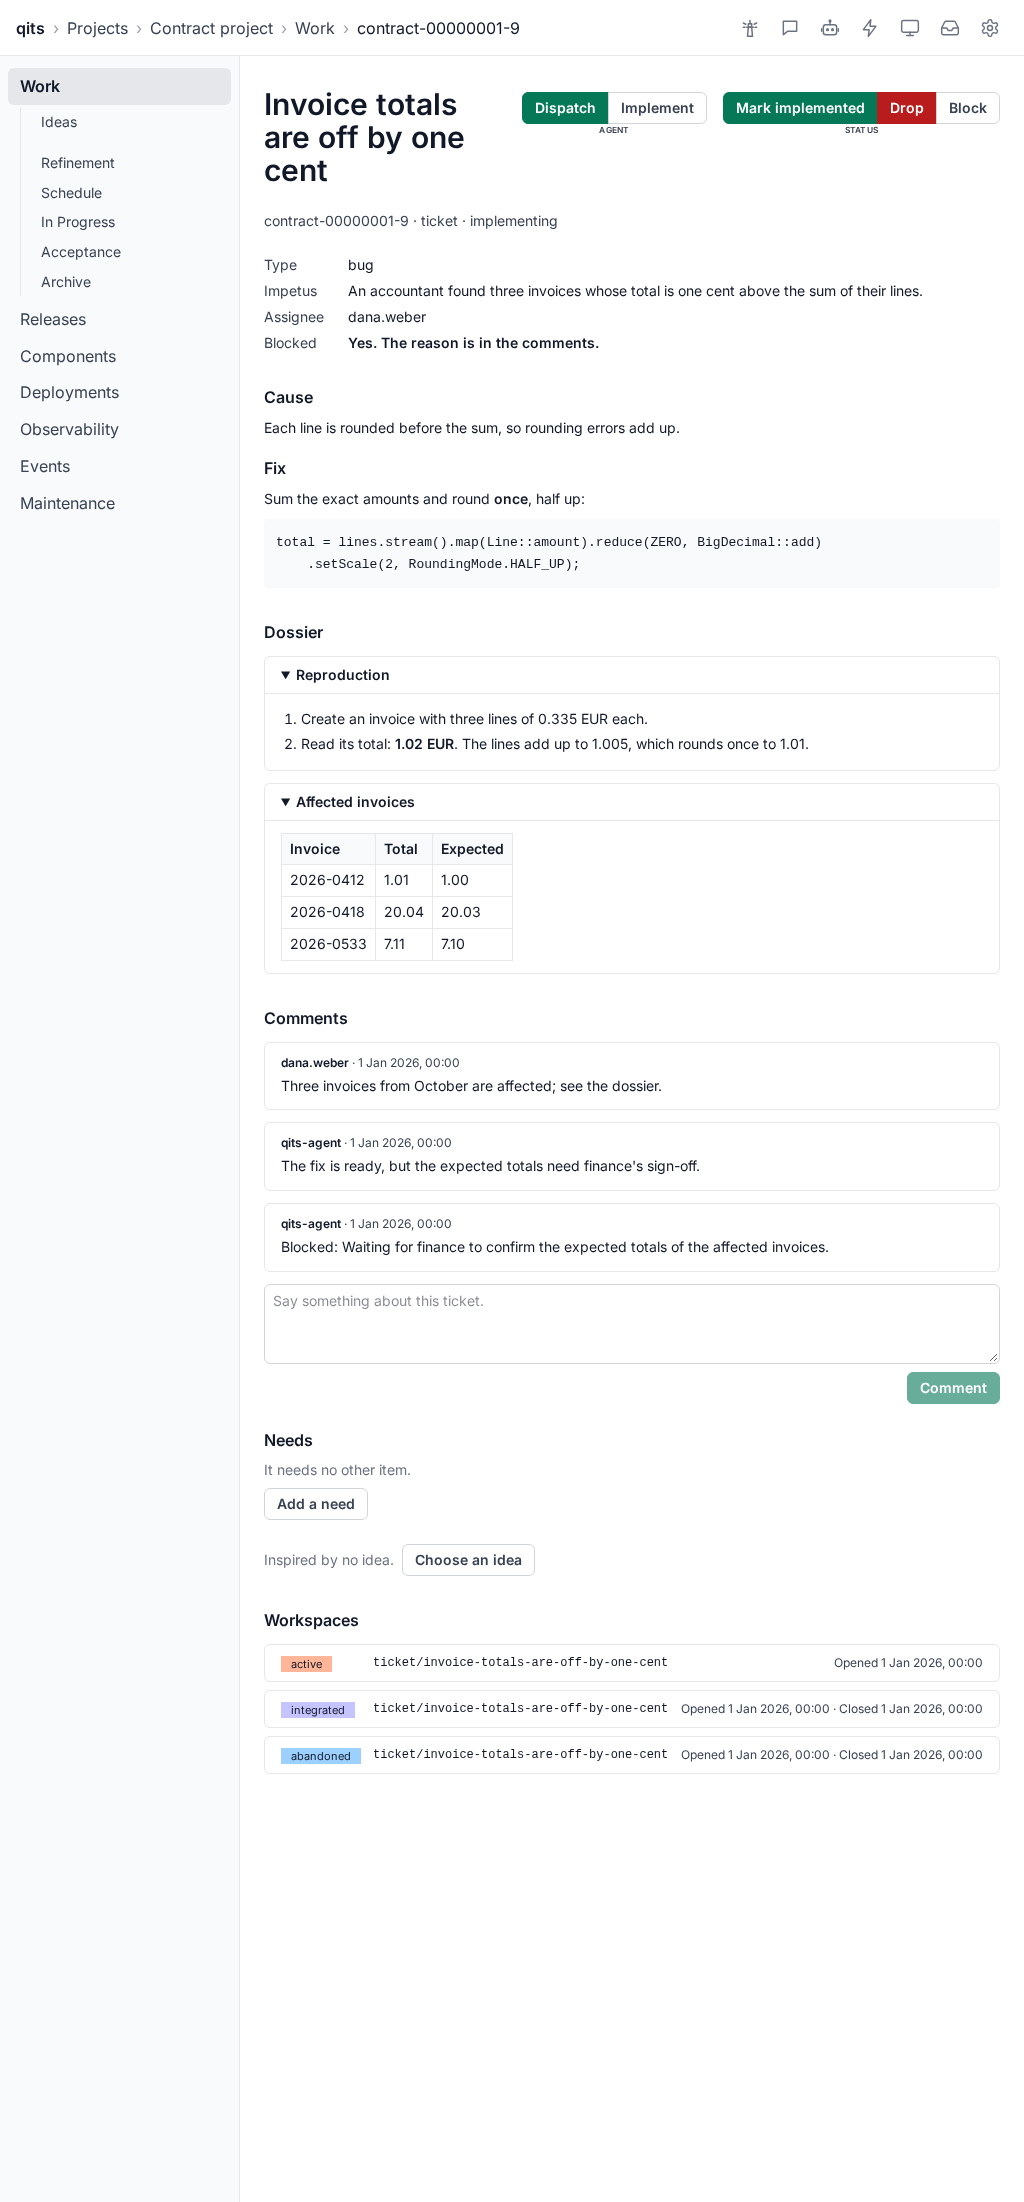 qits › Projects › Contract project › Work › contract-00000001-9
Work
Ideas
Refinement
Schedule
In Progress
Acceptance
Archive
Releases
Components
Deployments
Observability
Events
Maintenance
Invoice totals
are off by one
cent
Dispatch Implement
AGENT
Mark implemented Drop Block
STATUS
contract-00000001-9 · ticket · implementing
Type bug
Impetus An accountant found three invoices whose total is one cent above the sum of their lines.
Assignee dana.weber
Blocked Yes. The reason is in the comments.
Cause
Each line is rounded before the sum, so rounding errors add up.
Fix
Sum the exact amounts and round once, half up:
total = lines.stream().map(Line::amount).reduce(ZERO, BigDecimal::add)
.setScale(2, RoundingMode.HALF_UP);
Dossier
▼ Reproduction
1. Create an invoice with three lines of 0.335 EUR each.
2. Read its total: 1.02 EUR. The lines add up to 1.005, which rounds once to 1.01.
▼ Affected invoices
Invoice Total Expected
2026-0412 1.01 1.00
2026-0418 20.04 20.03
2026-0533 7.11 7.10
Comments
dana.weber · 1 Jan 2026, 00:00
Three invoices from October are affected; see the dossier.
qits-agent · 1 Jan 2026, 00:00
The fix is ready, but the expected totals need finance's sign-off.
qits-agent · 1 Jan 2026, 00:00
Blocked: Waiting for finance to confirm the expected totals of the affected invoices.
Say something about this ticket.
Comment
Needs
It needs no other item.
Add a need
Inspired by no idea. Choose an idea
Workspaces
active ticket/invoice-totals-are-off-by-one-cent Opened 1 Jan 2026, 00:00
integrated ticket/invoice-totals-are-off-by-one-cent Opened 1 Jan 2026, 00:00 · Closed 1 Jan 2026, 00:00
abandoned ticket/invoice-totals-are-off-by-one-cent Opened 1 Jan 2026, 00:00 · Closed 1 Jan 2026, 00:00